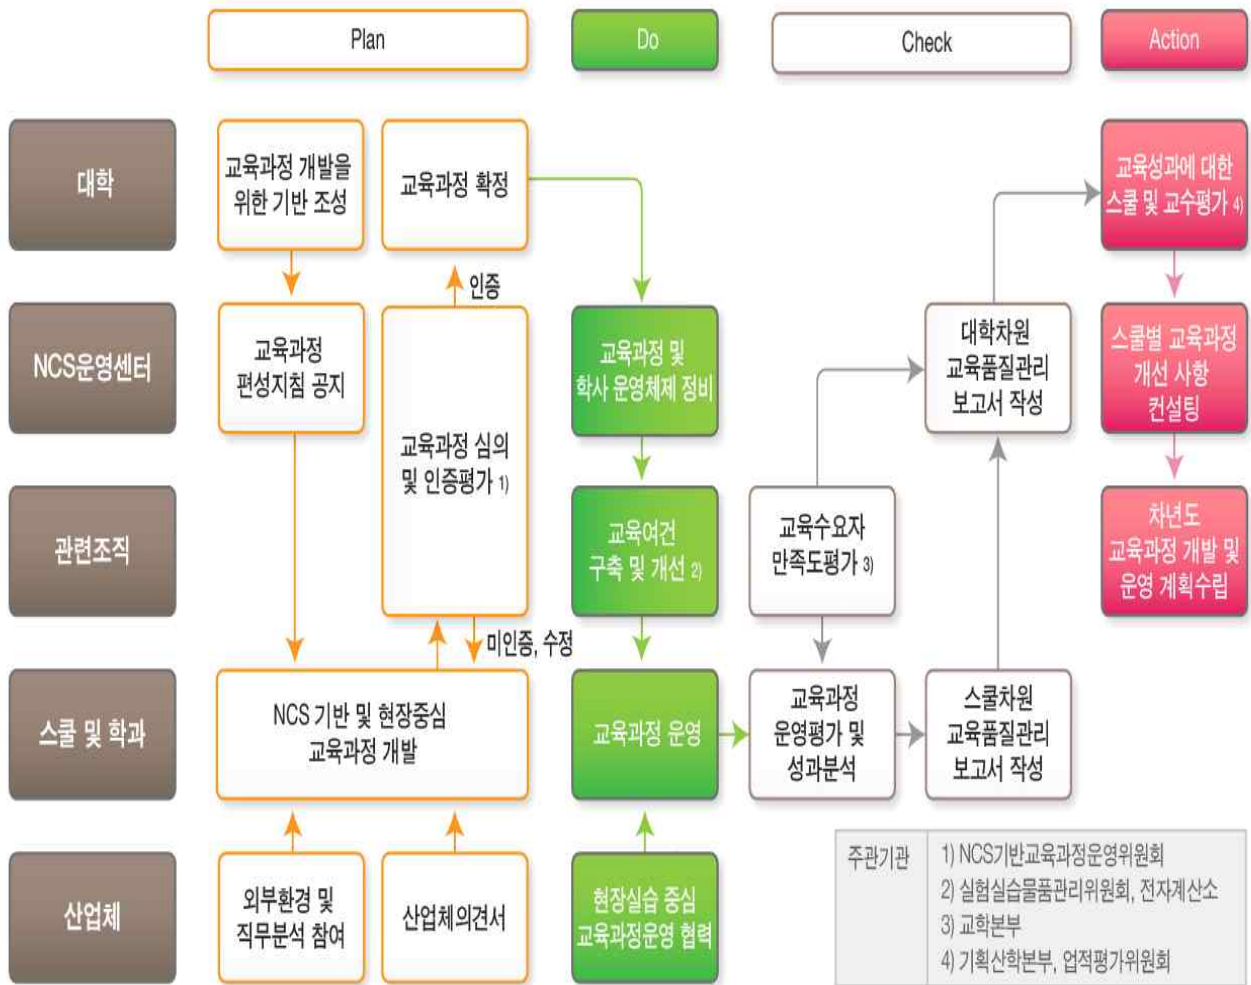 Plan
Do
Check
Action
대학
교육과정 개발을
위한 기반 조성
교육과정 확정
교육성과에 대한
스쿨 및 교수평가 4)
인증
NCS운영센터
교육과정
편성지침 공지
교육과정 심의
및 인증평가 1)
교육과정 및
학사 운영체제 정비
대학차원
교육품질관리
보고서 작성
스쿨별 교육과정
개선 사항
컨설팅
관련조직
교육여건
구축 및 개선 2)
교육수요자
만족도평가 3)
차년도
교육과정 개발 및
운영 계획수립
미인증, 수정
스쿨 및 학과
NCS 기반 및 현장중심
교육과정 개발
교육과정 운영
교육과정
운영평가 및
성과분석
스쿨차원
교육품질관리
보고서 작성
산업체
외부환경 및
직무분석 참여
산업체의견서
현장실습 중심
교육과정운영 협력
주관기관
1) NCS기반교육과정운영위원회
2) 실험실습물품관리위원회, 전자계산소
3) 교학본부
4) 기획산학본부, 업적평가위원회